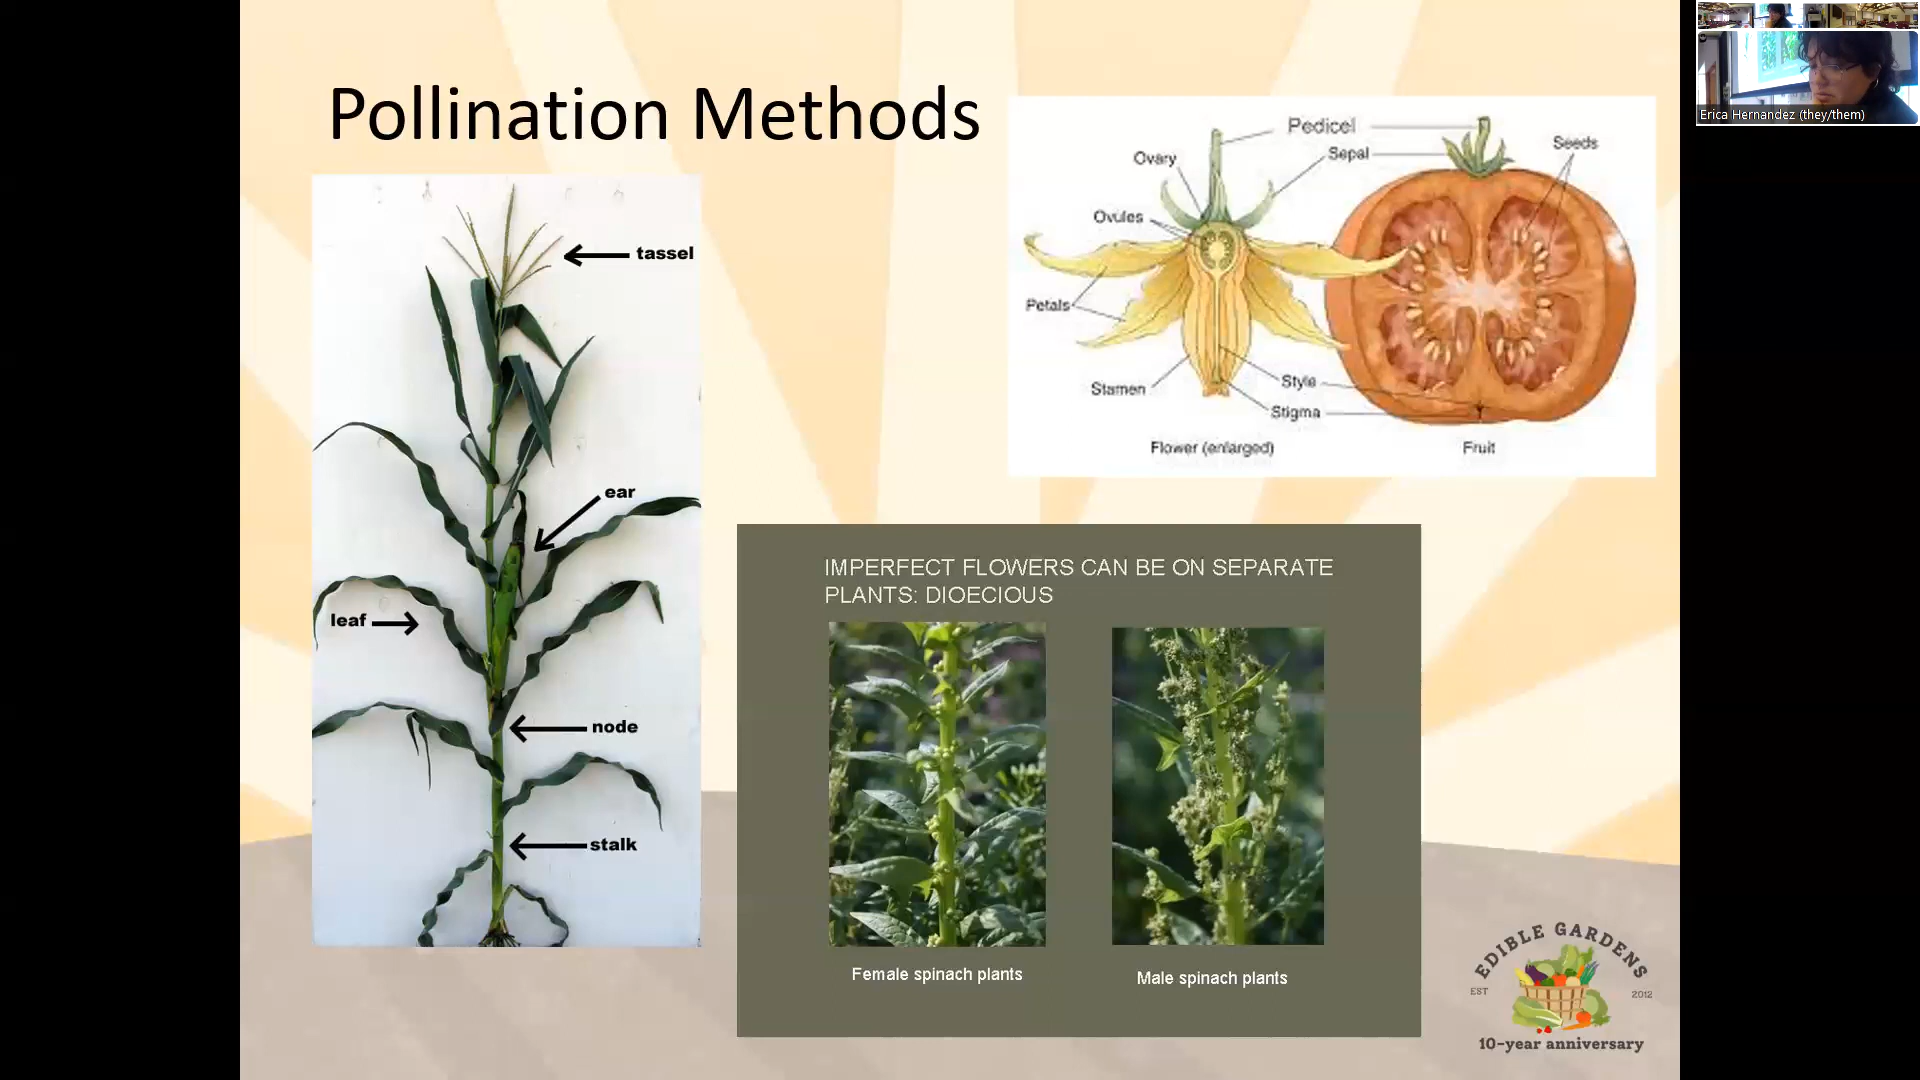 Pollination Methods
tassel
ear
leaf
node
stalk
Pedicel
Ovary
Sepal
Seeds
Ovules
Petals
Stamen
Style
Stigma
Flower (enlarged)
Fruit
IMPERFECT FLOWERS CAN BE ON SEPARATE
PLANTS: DIOECIOUS
Female spinach plants
Male spinach plants
EDIBLE GARDENS
EST
2012
10-year anniversary
Erica Hernandez (they/them)